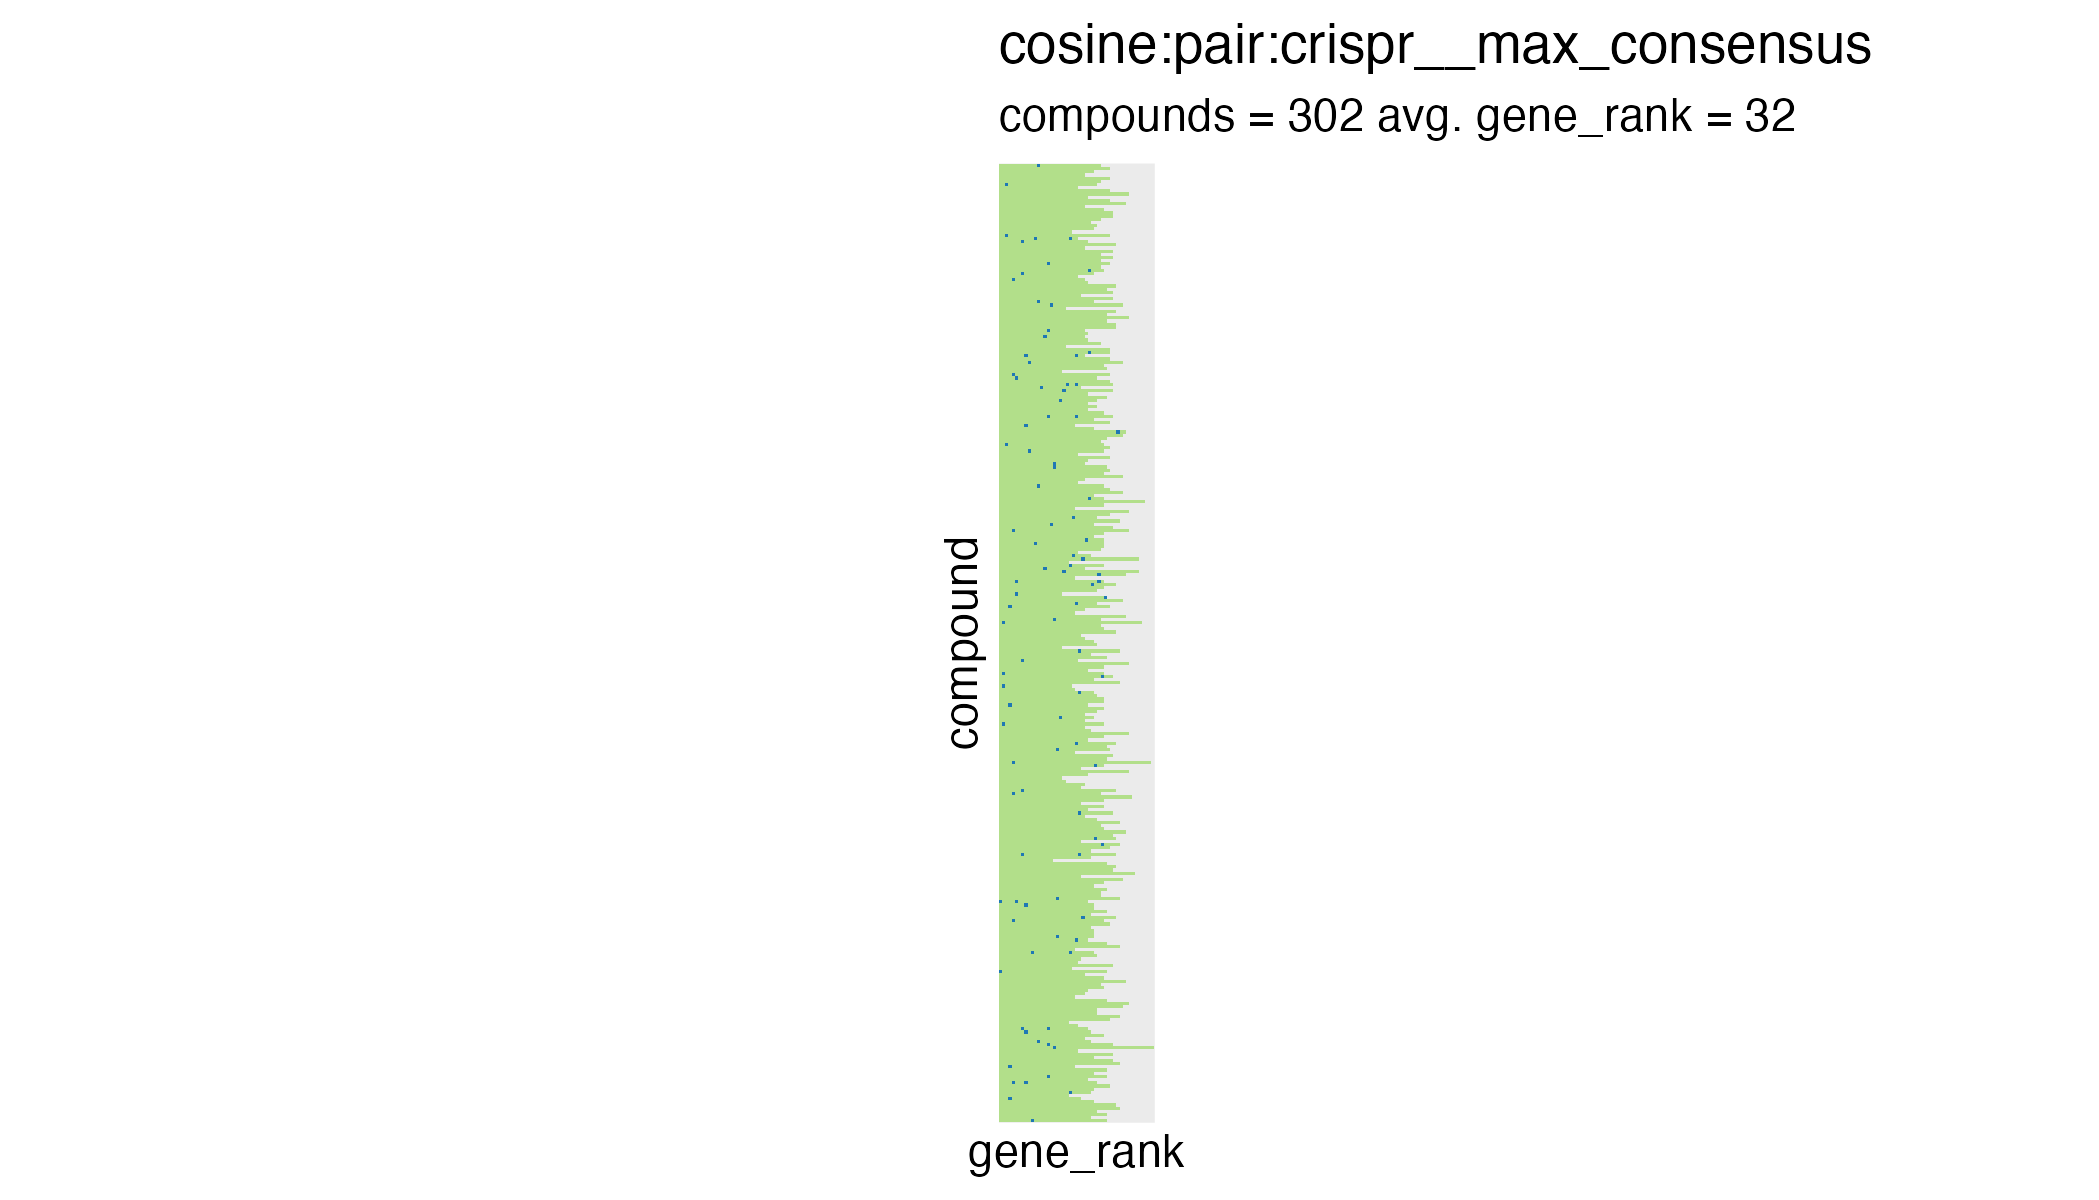 cosine:pair:crispr__max_consensus
compounds = 302 avg. gene_rank = 32
compound
gene_rank